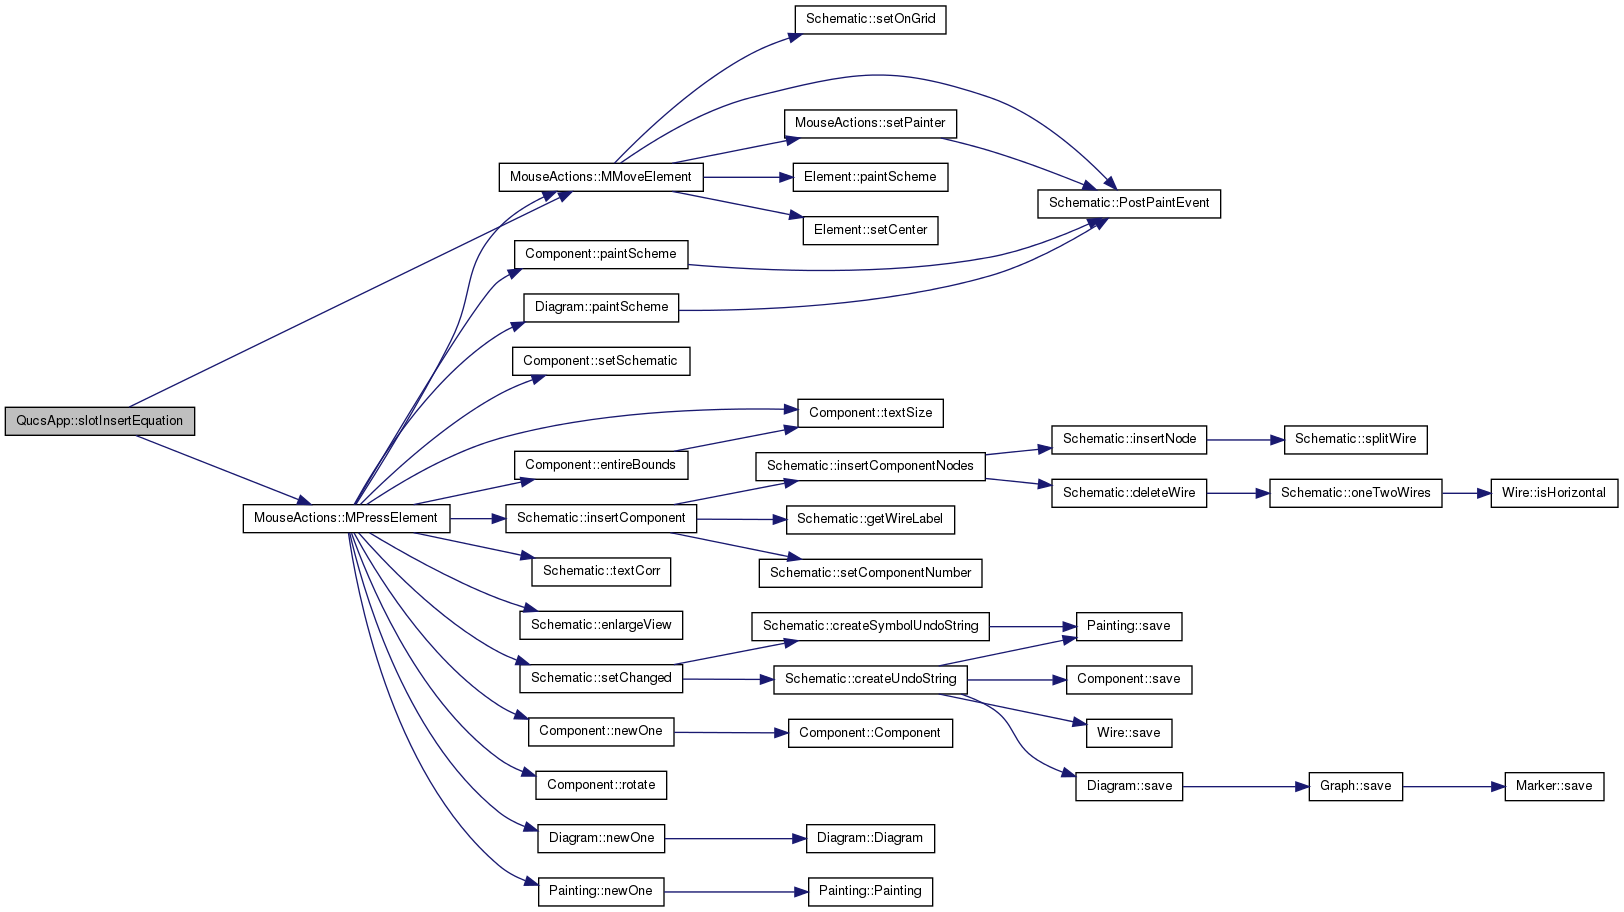 Schematic::setOnGrid
MouseActions::setPainter
MouseActions::MMoveElement
Element::paintScheme
Schematic::PostPaintEvent
Element::setCenter
Component::paintScheme
Diagram::paintScheme
Component::setSchematic
Component::textSize
QucsApp::slotInsertEquation
Schematic::insertNode
Schematic::splitWire
Component::entireBounds
Schematic::insertComponentNodes
Schematic::deleteWire
Schematic::oneTwoWires
Wire::isHorizontal
MouseActions::MPressElement
Schematic::insertComponent
Schematic::getWireLabel
Schematic::textCorr
Schematic::setComponentNumber
Schematic::enlargeView
Schematic::createSymbolUndoString
Painting::save
Schematic::setChanged
Schematic::createUndoString
Component::save
Component::newOne
Component::Component
Wire::save
Component::rotate
Diagram::save
Graph::save
Marker::save
Diagram::newOne
Diagram::Diagram
Painting::newOne
Painting::Painting